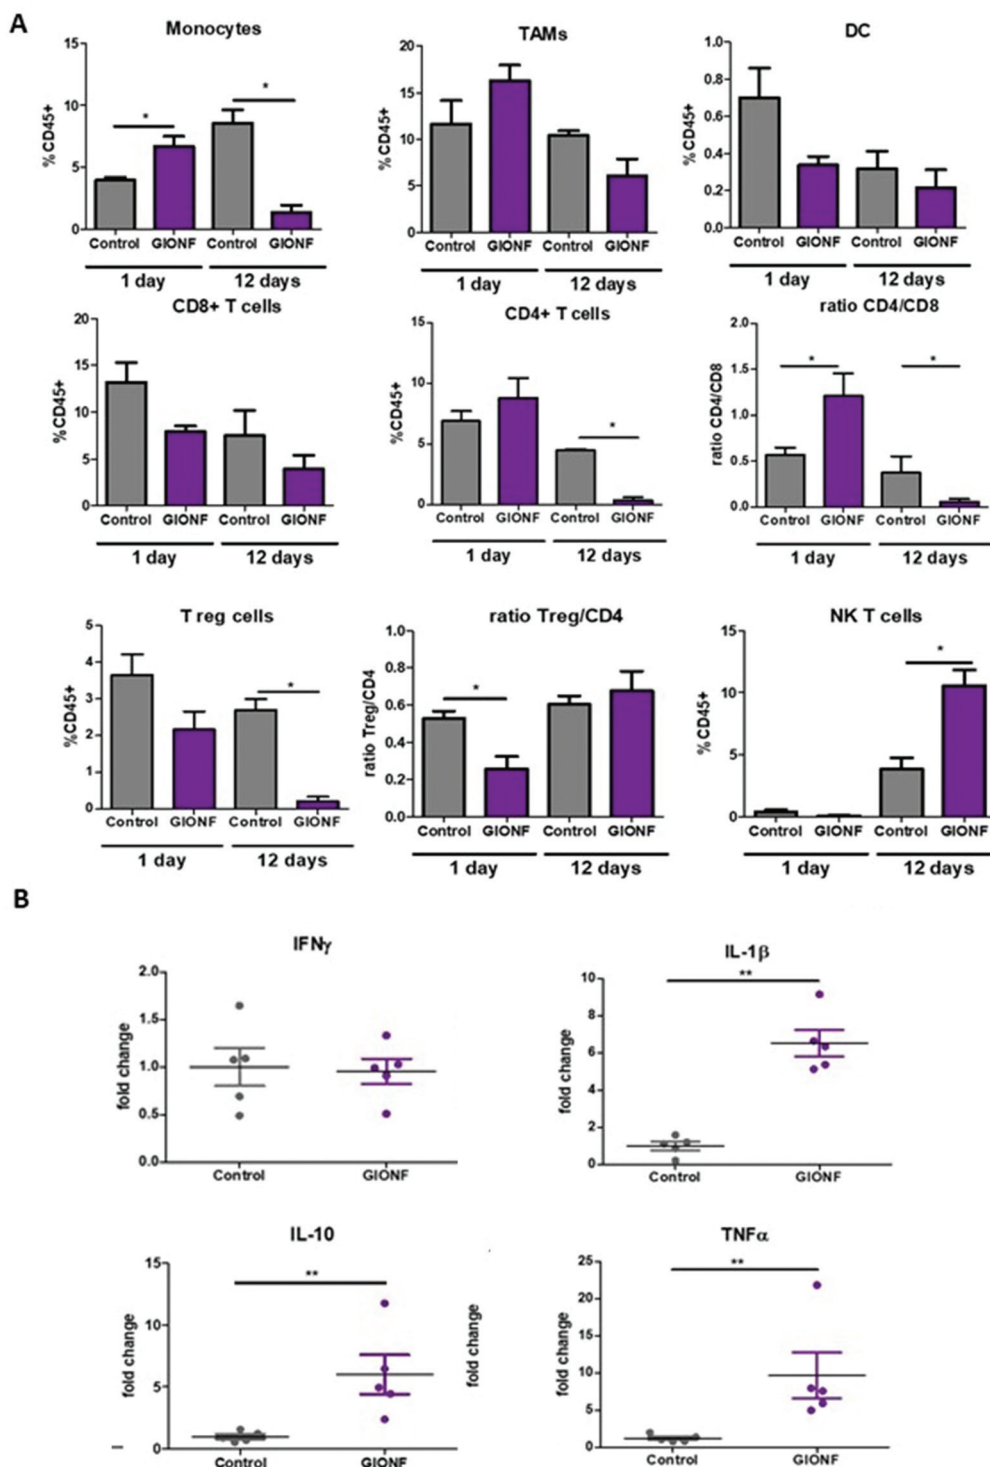 A
Monocytes
TAMs
DC
15
10
5
0
% CD45+
*
*
Control GIONF Control GIONF
1 day 12 days
20
15
10
5
0
% CD45+
Control GIONF Control GIONF
1 day 12 days
1.0
0.8
0.6
0.4
0.2
0.0
% CD45+
Control GIONF Control GIONF
1 day 12 days
CD8+ T cells
CD4+ T cells
ratio CD4/CD8
20
15
10
5
0
%CD45+
Control GIONF Control GIONF
1 day 12 days
15
10
5
0
%CD45+
*
Control GIONF Control GIONF
1 day 12 days
2.0
1.5
1.0
0.5
0.0
ratio CD4/CD8
*
*
Control GIONF Control GIONF
1 day 12 days
T reg cells
ratio Treg/CD4
NK T cells
5
4
3
2
1
0
%CD45+
*
Control GIONF Control GIONF
1 day 12 days
1.0
0.8
0.6
0.4
0.2
0.0
ratio Treg/CD4
*
Control GIONF Control GIONF
1 day 12 days
15
10
5
0
% CD45+
*
Control GIONF Control GIONF
1 day 12 days
B
IFNγ
2.0
1.5
1.0
0.5
0.0
fold change
Control GIONF
IL-1β
10
8
6
4
2
0
fold change
**
Control GIONF
IL-10
15
10
5
0
fold change
**
Control GIONF
fold change
TNFα
25
20
15
10
5
0
fold change
**
Control GIONF